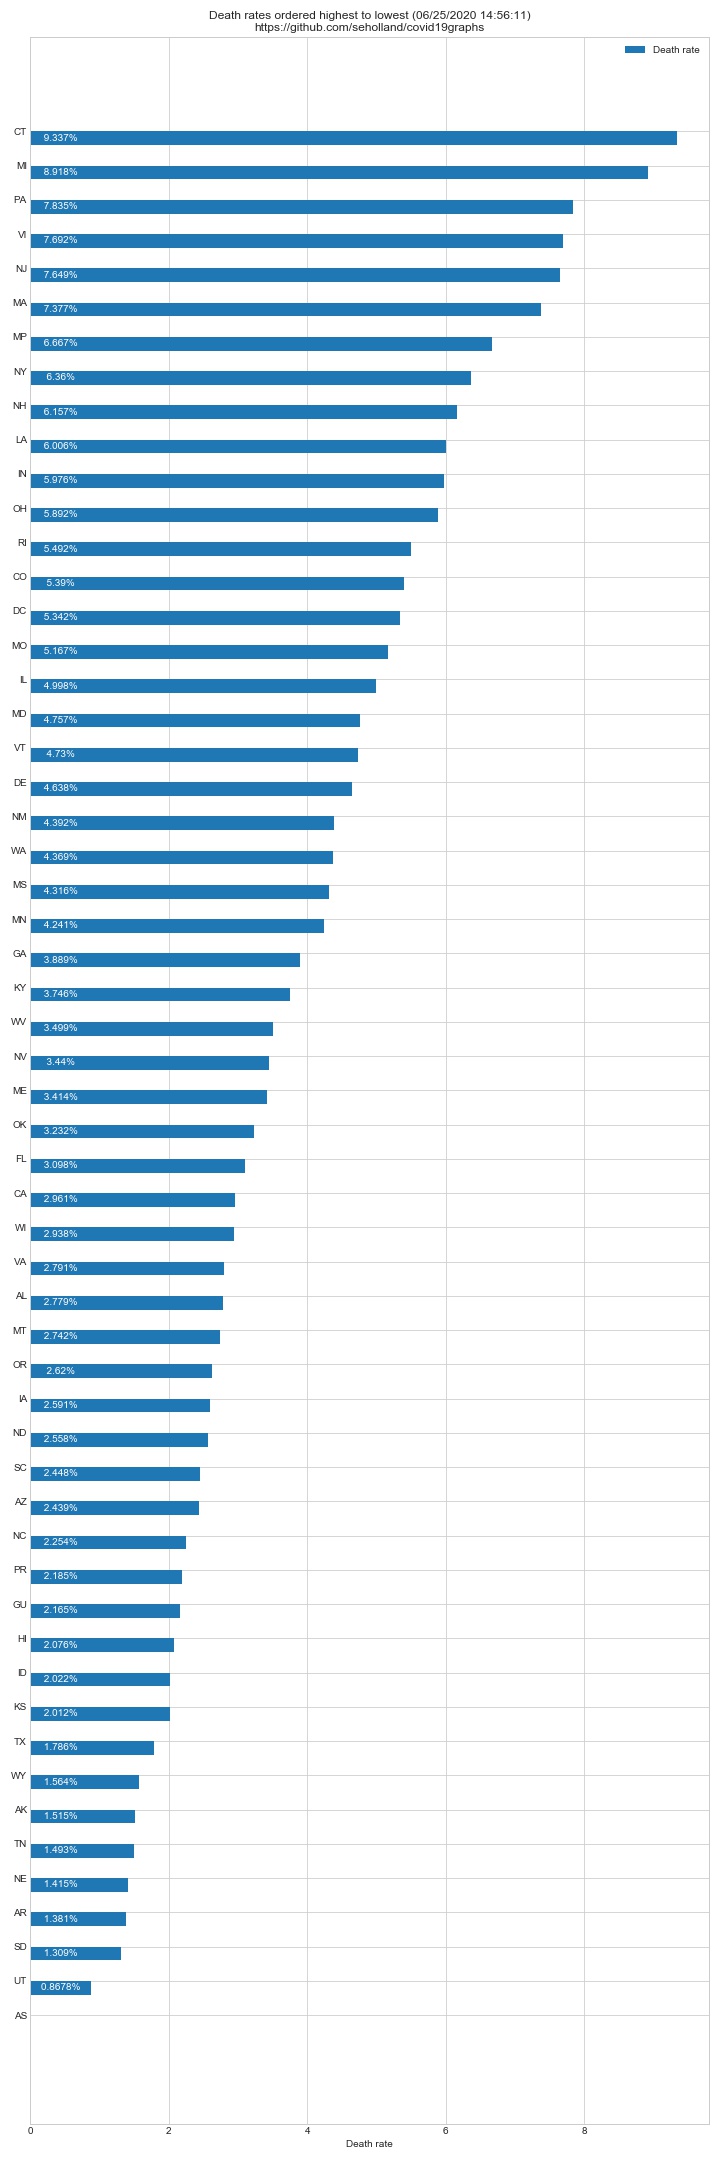 Death rates ordered highest to lowest (06/25/2020 14:56:11)
https://github.com/seholland/covid19graphs
Death rate
CT 9.337%
MI 8.918%
PA 7.835%
VI 7.692%
NJ 7.649%
MA 7.377%
MP 6.667%
NY 6.36%
NH 6.157%
LA 6.006%
IN 5.976%
OH 5.892%
RI 5.492%
CO 5.39%
DC 5.342%
MO 5.167%
IL 4.998%
MD 4.757%
VT 4.73%
DE 4.638%
NM 4.392%
WA 4.369%
MS 4.316%
MN 4.241%
GA 3.889%
KY 3.746%
WV 3.499%
NV 3.44%
ME 3.414%
OK 3.232%
FL 3.098%
CA 2.961%
WI 2.938%
VA 2.791%
AL 2.779%
MT 2.742%
OR 2.62%
IA 2.591%
ND 2.558%
SC 2.448%
AZ 2.439%
NC 2.254%
PR 2.185%
GU 2.165%
HI 2.076%
ID 2.022%
KS 2.012%
TX 1.786%
WY 1.564%
AK 1.515%
TN 1.493%
NE 1.415%
AR 1.381%
SD 1.309%
UT 0.8678%
AS
0 2 4 6 8
Death rate